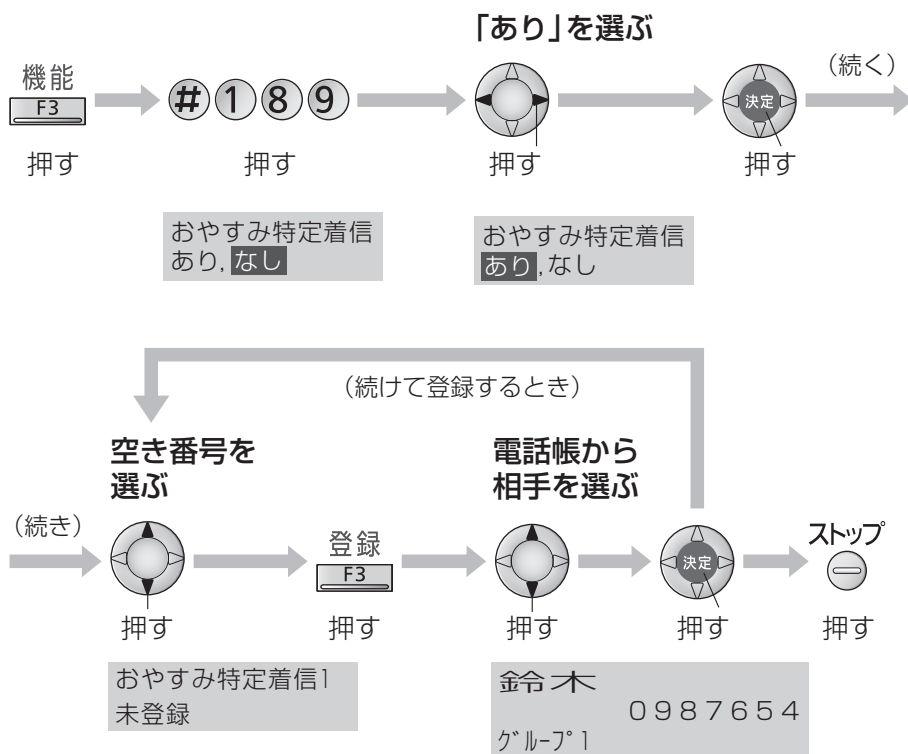 「あり」を選ぶ
機能
F3
# 1 8 9
決定
(続く)
押す
押す
押す
押す
おやすみ特定着信
あり,なし
おやすみ特定着信
あり,なし
(続けて登録するとき)
空き番号を
選ぶ
電話帳から
相手を選ぶ
(続き)
登録
F3
決定
ストップ
押す
押す
押す
押す
押す
おやすみ特定着信1
未登録
鈴木
0987654
グループ1